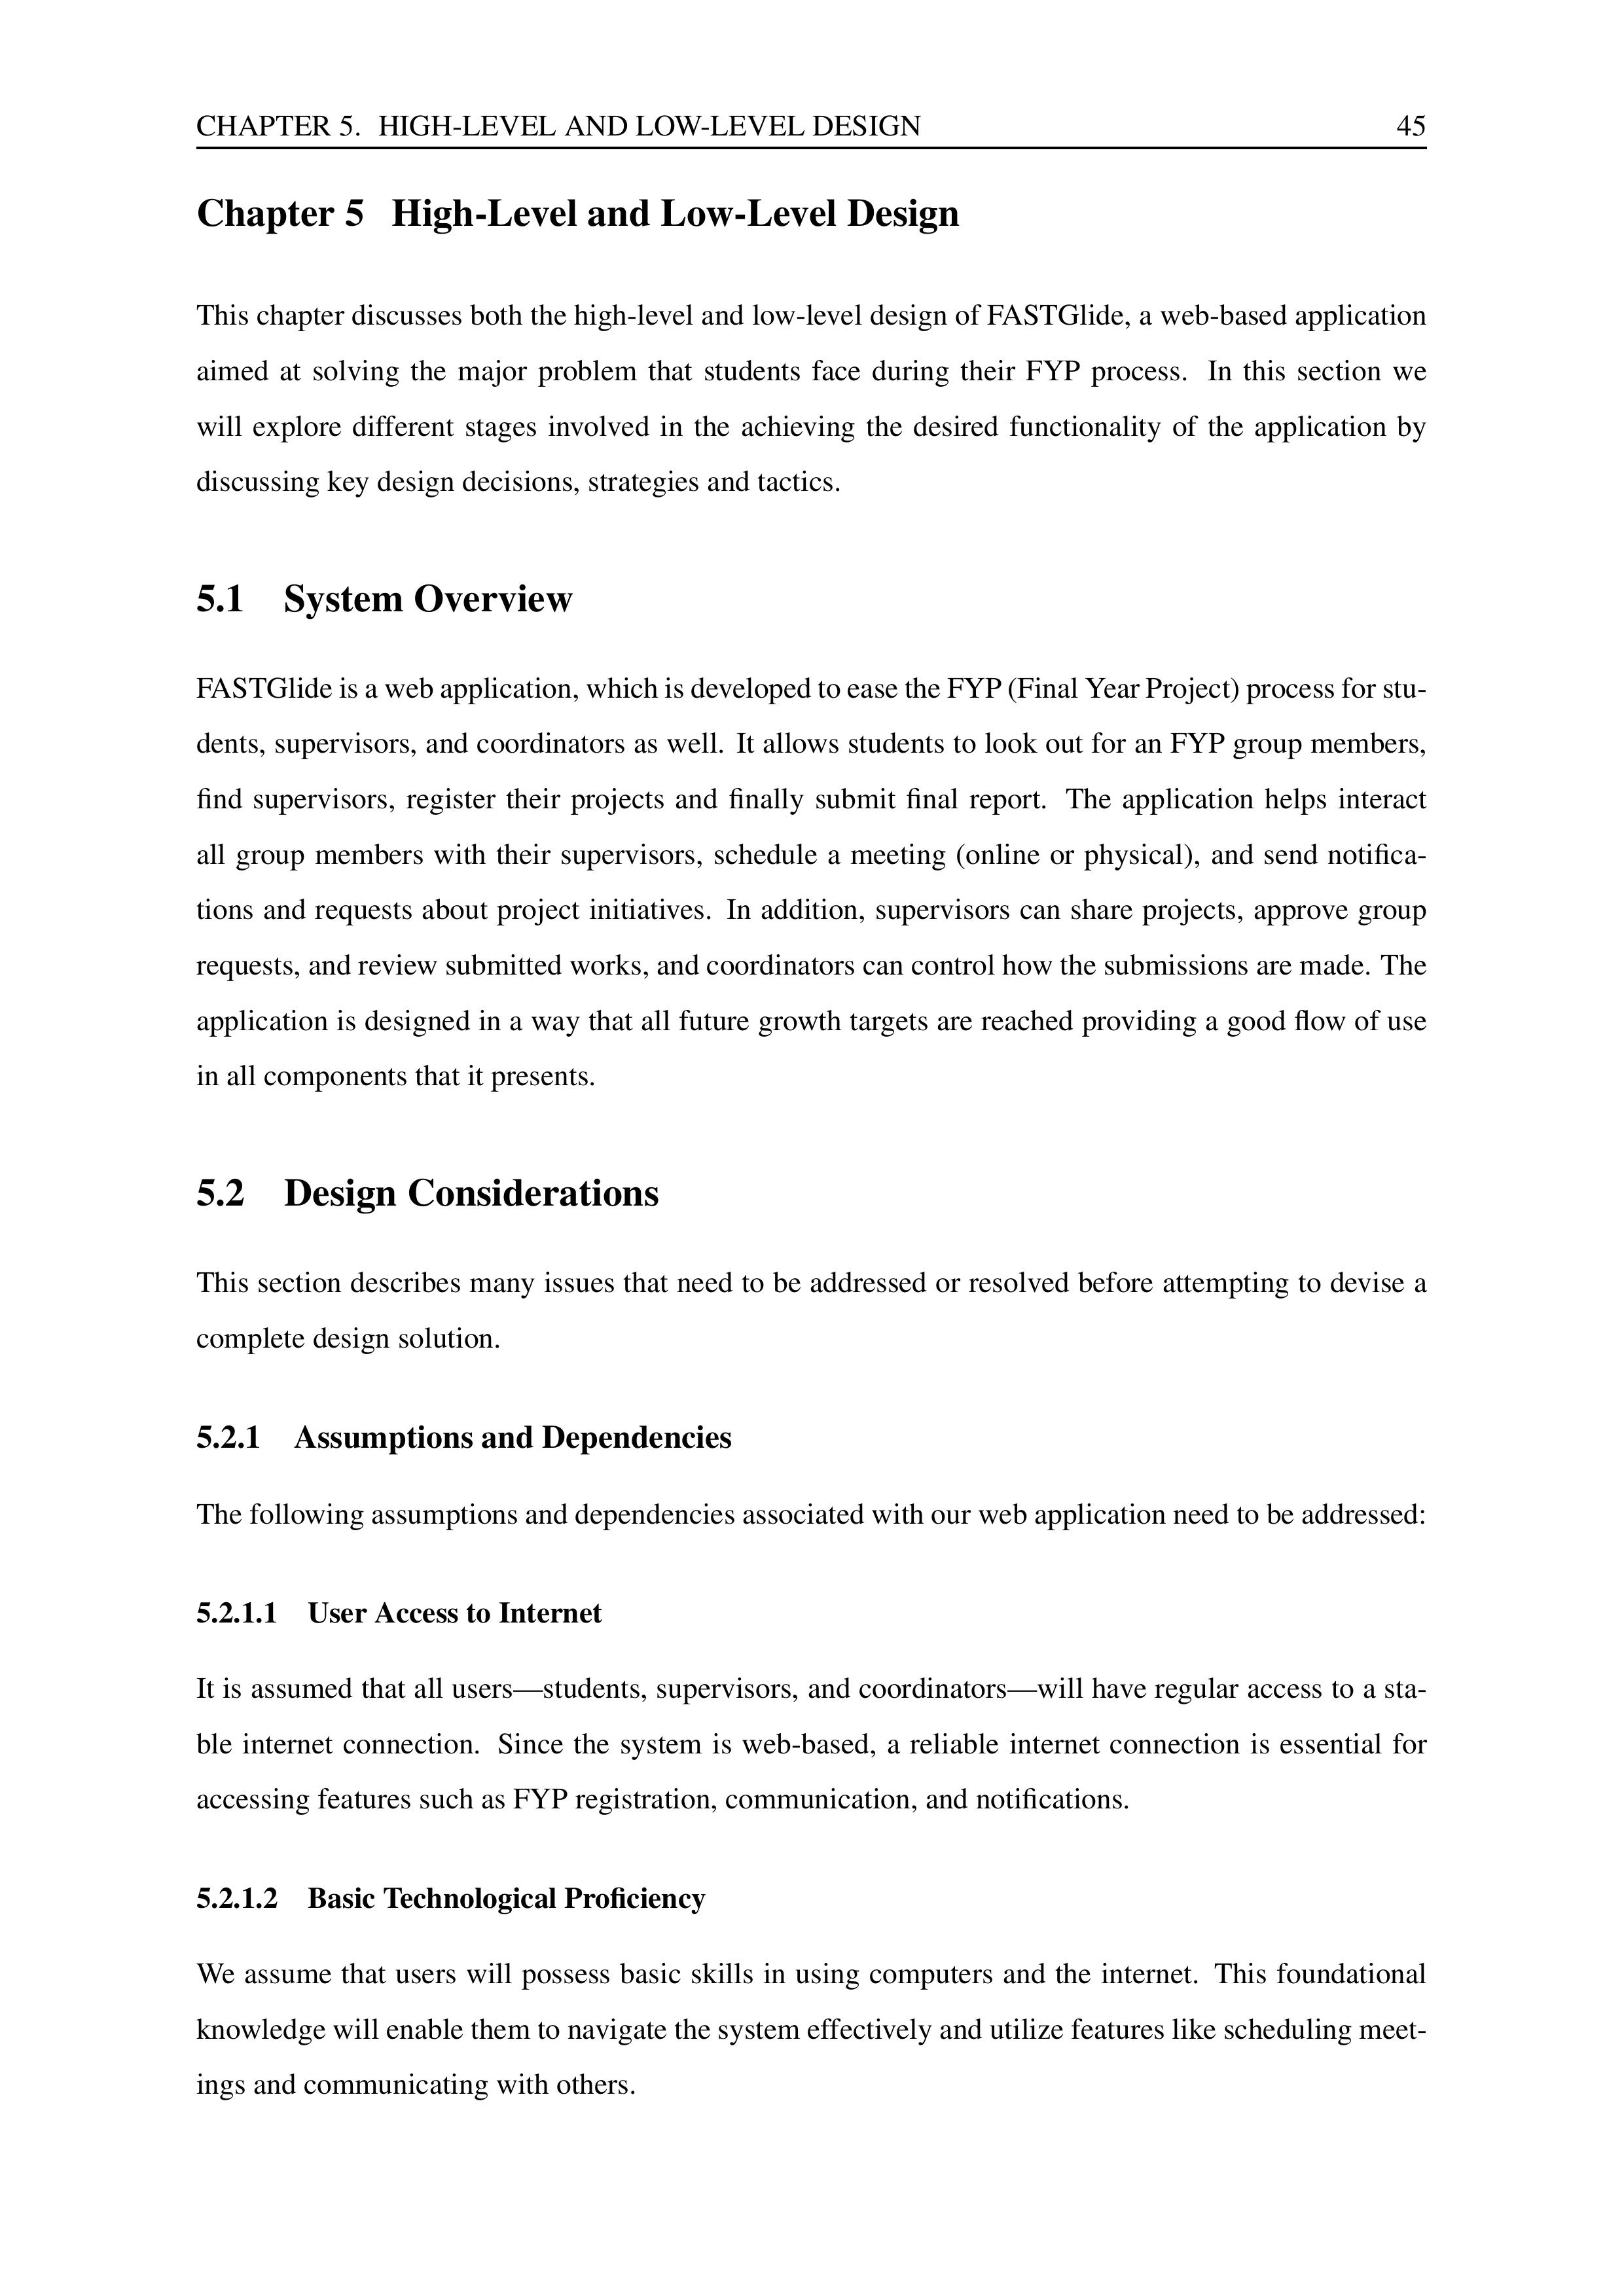 CHAPTER 5. HIGH-LEVEL AND LOW-LEVEL DESIGN 45
Chapter 5 High-Level and Low-Level Design
This chapter discusses both the high-level and low-level design of FASTGlide, a web-based application
aimed at solving the major problem that students face during their FYP process. In this section we
will explore different stages involved in the achieving the desired functionality of the application by
discussing key design decisions, strategies and tactics.
5.1 System Overview
FASTGlide is a web application, which is developed to ease the FYP (Final Year Project) process for stu-
dents, supervisors, and coordinators as well. It allows students to look out for an FYP group members,
find supervisors, register their projects and finally submit final report. The application helps interact
all group members with their supervisors, schedule a meeting (online or physical), and send notifica-
tions and requests about project initiatives. In addition, supervisors can share projects, approve group
requests, and review submitted works, and coordinators can control how the submissions are made. The
application is designed in a way that all future growth targets are reached providing a good flow of use
in all components that it presents.
5.2 Design Considerations
This section describes many issues that need to be addressed or resolved before attempting to devise a
complete design solution.
5.2.1 Assumptions and Dependencies
The following assumptions and dependencies associated with our web application need to be addressed:
5.2.1.1 User Access to Internet
It is assumed that all users—students, supervisors, and coordinators—will have regular access to a sta-
ble internet connection. Since the system is web-based, a reliable internet connection is essential for
accessing features such as FYP registration, communication, and notifications.
5.2.1.2 Basic Technological Proficiency
We assume that users will possess basic skills in using computers and the internet. This foundational
knowledge will enable them to navigate the system effectively and utilize features like scheduling meet-
ings and communicating with others.